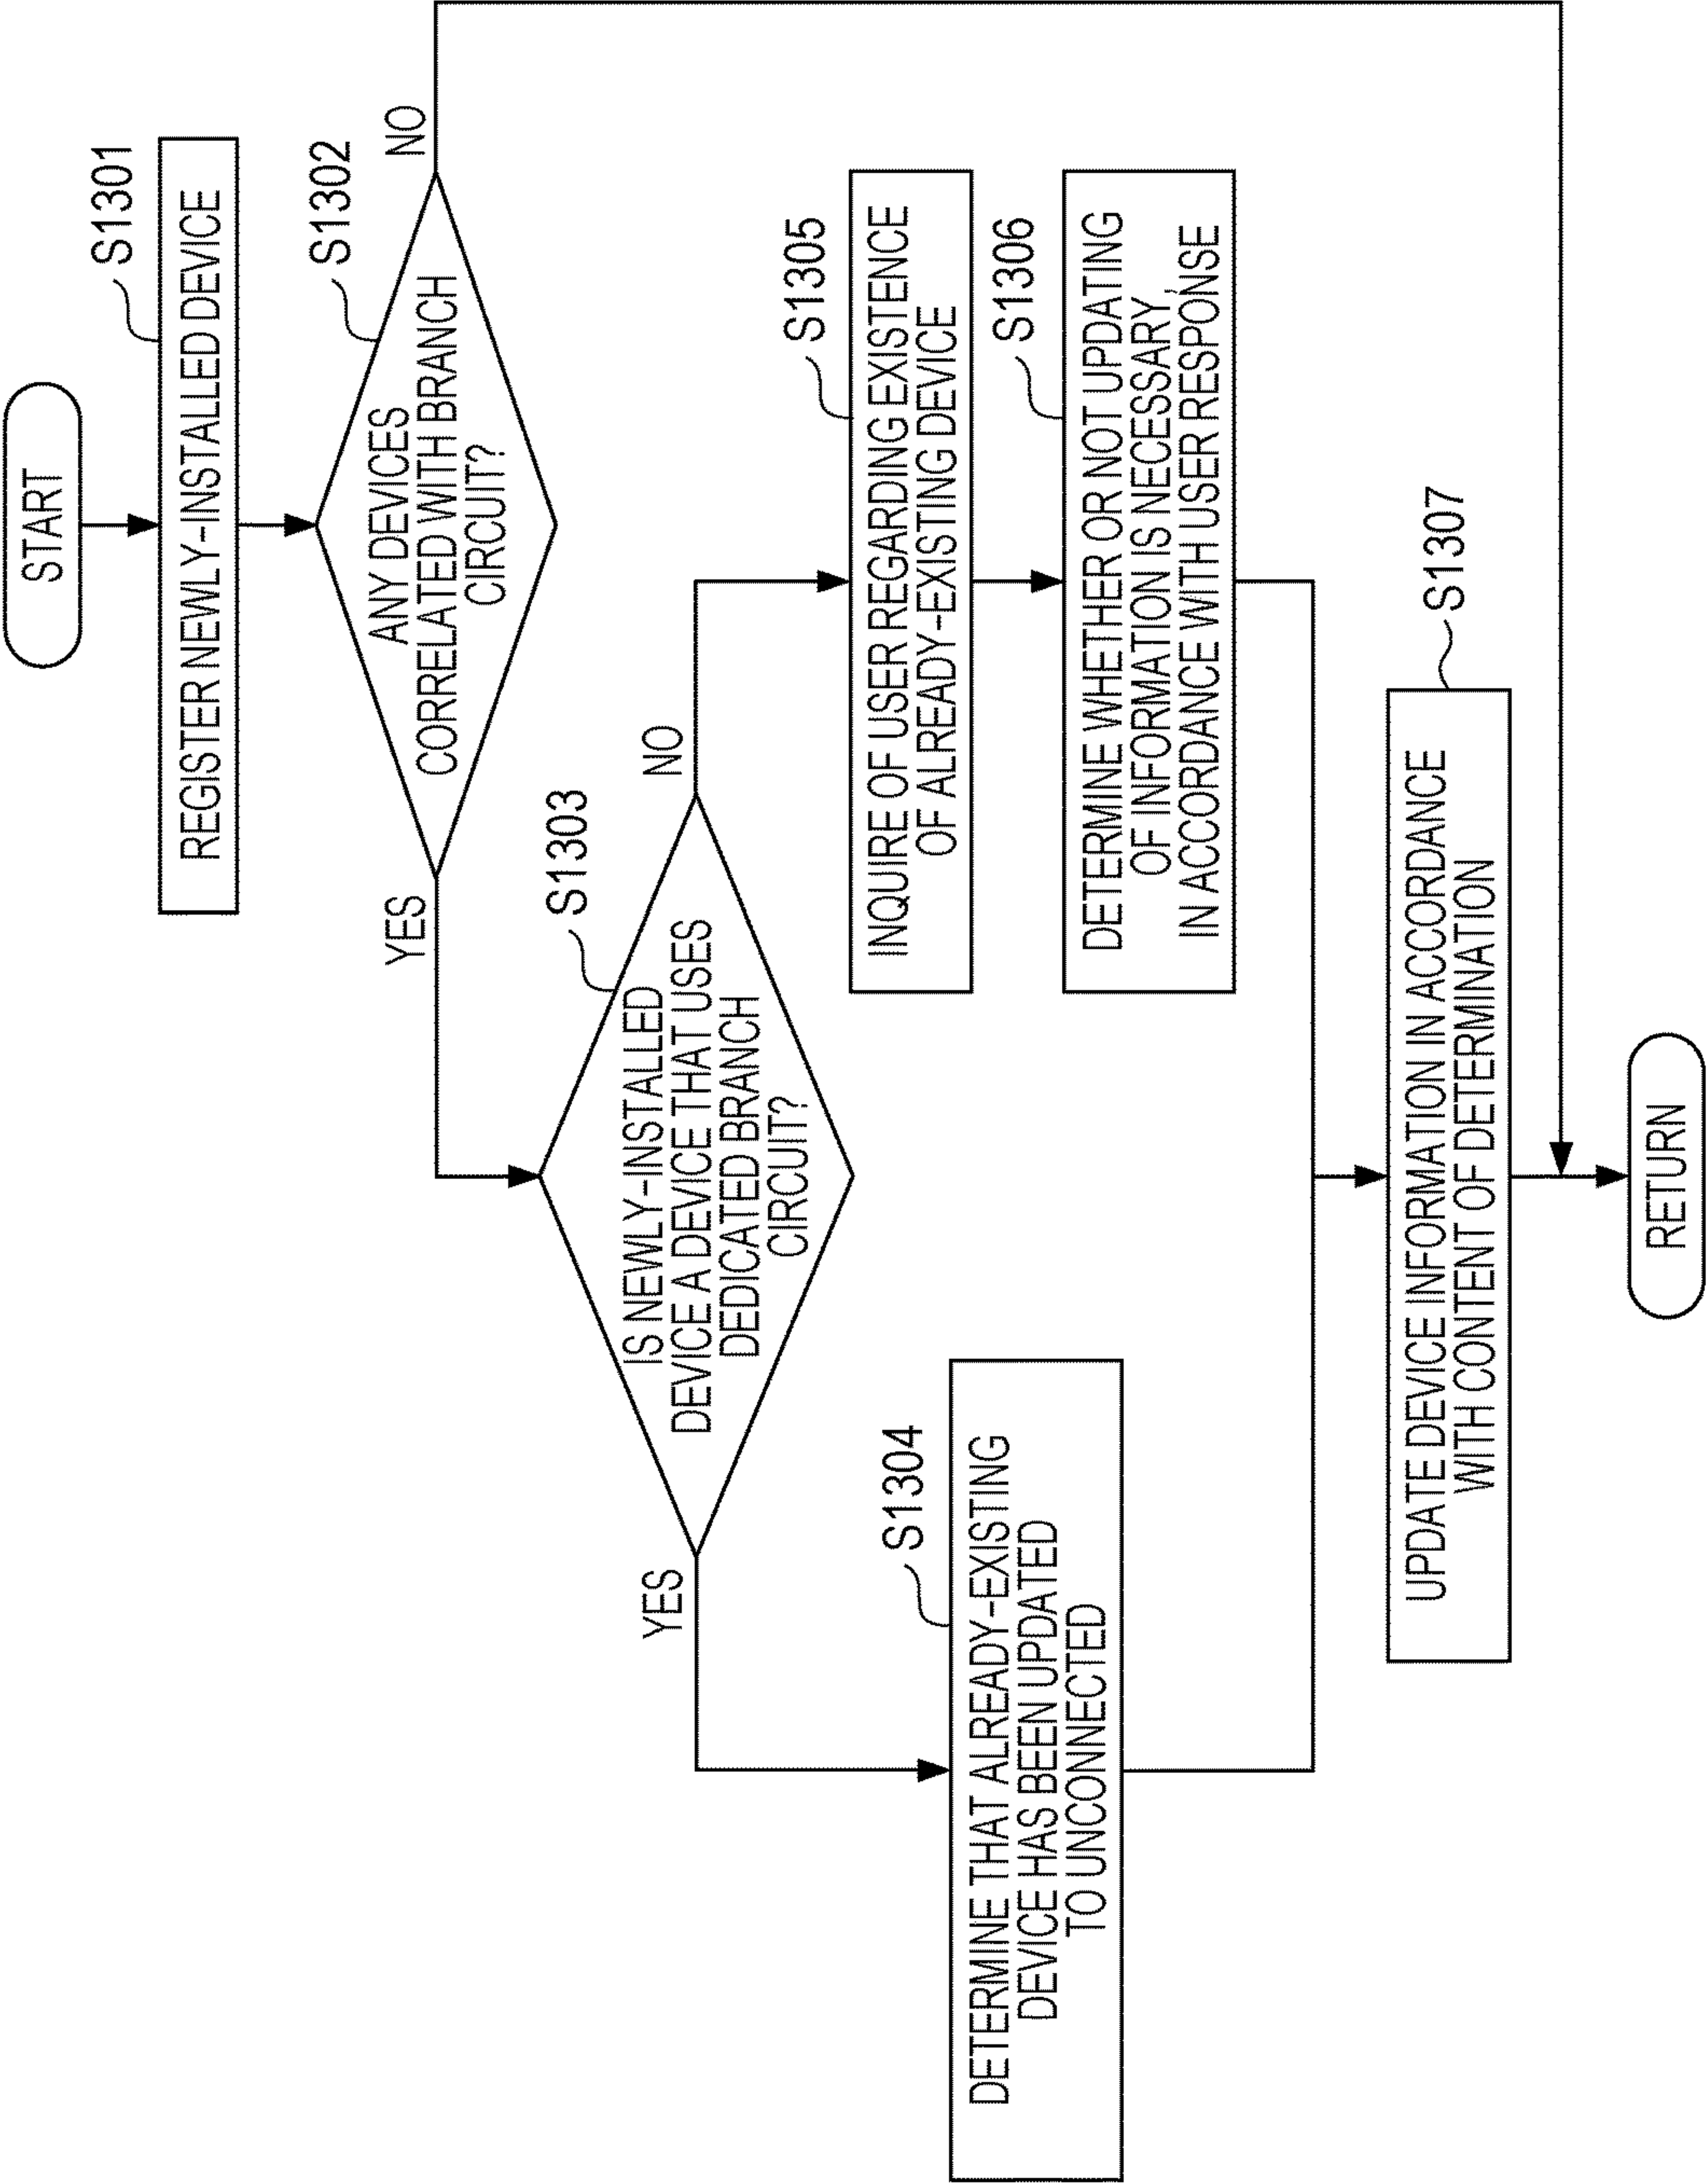 START
S1301
REGISTER NEWLY-INSTALLED DEVICE
S1302
ANY DEVICES
CORRELATED WITH BRANCH
CIRCUIT?
YES
NO
S1303
IS NEWLY-INSTALLED
DEVICE A DEVICE THAT USES
DEDICATED BRANCH
CIRCUIT?
YES
NO
S1304
DETERMINE THAT ALREADY-EXISTING
DEVICE HAS BEEN UPDATED
TO UNCONNECTED
S1305
INQUIRE OF USER REGARDING EXISTENCE
OF ALREADY-EXISTING DEVICE
S1306
DETERMINE WHETHER OR NOT UPDATING
OF INFORMATION IS NECESSARY,
IN ACCORDANCE WITH USER RESPONSE
S1307
UPDATE DEVICE INFORMATION IN ACCORDANCE
WITH CONTENT OF DETERMINATION
RETURN